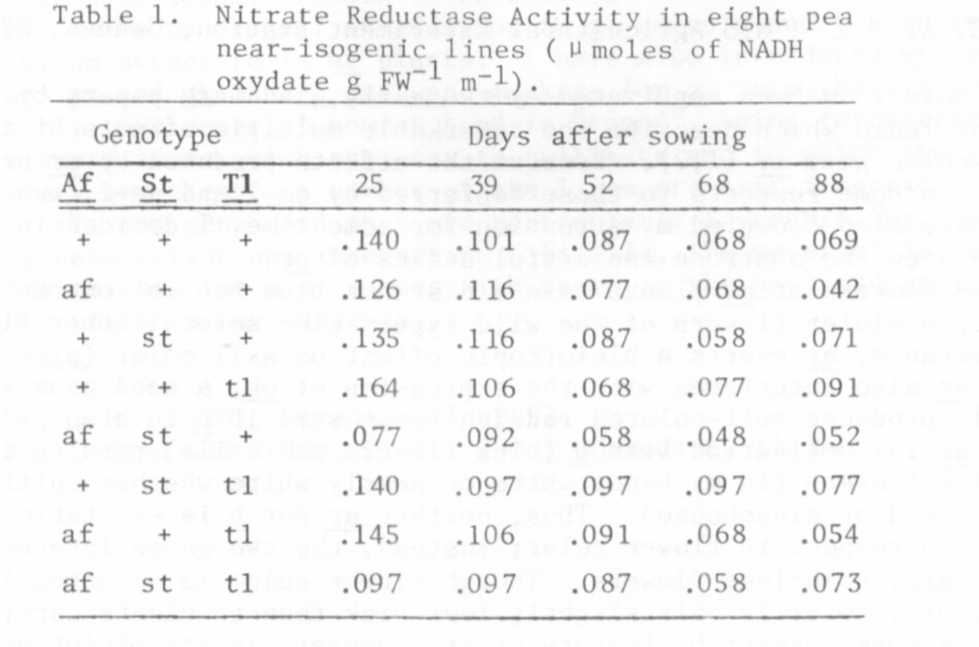 Table 1. Nitrate Reductase Activity in eight pea
near-isogenic lines ( μ moles of NADH
oxydate g FW⁻¹ m⁻¹).
Genotype Days after sowing
Af St Tl 25 39 52 68 88
+ + + .140 .101 .087 .068 .069
af + + .126 .116 .077 .068 .042
+ st + .135 .116 .087 .058 .071
+ + tl .164 .106 .068 .077 .091
af st + .077 .092 .058 .048 .052
+ st tl .140 .097 .097 .097 .077
af + tl .145 .106 .091 .068 .054
af st tl .097 .097 .087 .058 .073